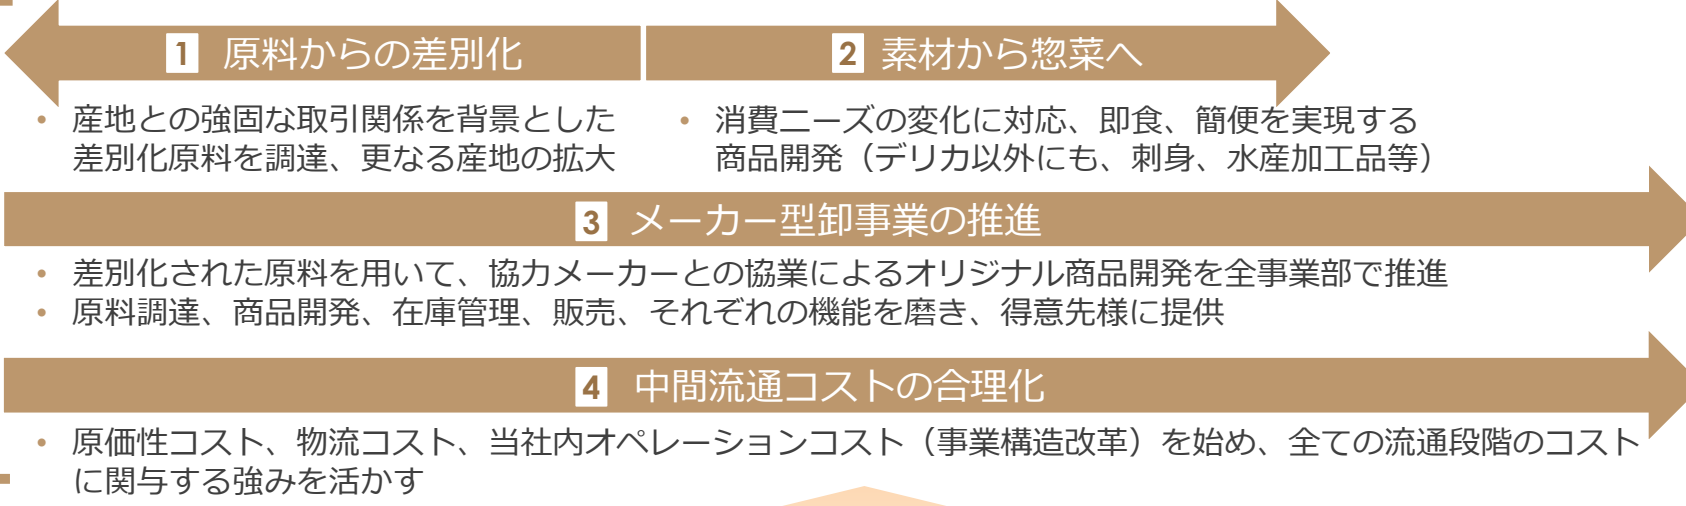 1 原料からの差別化
2 素材から惣菜へ
• 産地との強固な取引関係を背景とした
差別化原料を調達、更なる産地の拡大
• 消費ニーズの変化に対応、即食、簡便を実現する
商品開発（デリカ以外にも、刺身、水産加工品等）
3 メーカー型卸事業の推進
• 差別化された原料を用いて、協力メーカーとの協業によるオリジナル商品開発を全事業部で推進
• 原料調達、商品開発、在庫管理、販売、それぞれの機能を磨き、得意先様に提供
4 中間流通コストの合理化
• 原価性コスト、物流コスト、当社内オペレーションコスト（事業構造改革）を始め、全ての流通段階のコスト
に関与する強みを活かす